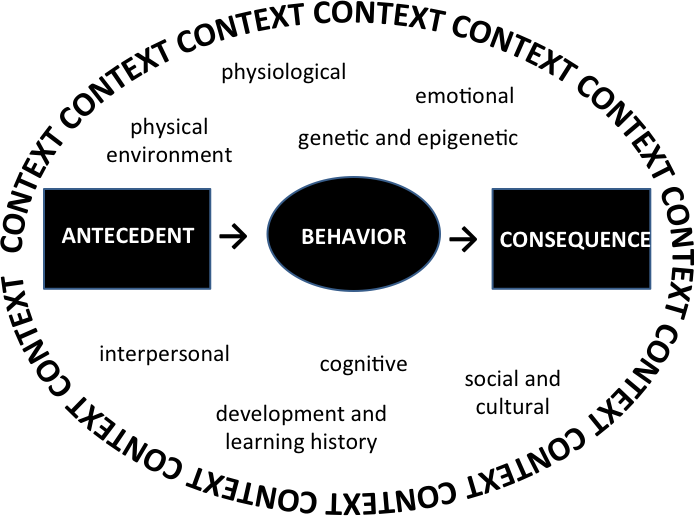 CONTEXT CONTEXT CONTEXT CONTEXT CONTEXT CONTEXT CONTEXT CONTEXT CONTEXT CONTEXT CONTEXT CONTEXT CONTEXT
physiological
emotional
physical
environment
genetic and epigenetic
ANTECEDENT
→
BEHAVIOR
→
CONSEQUENCE
interpersonal
cognitive
social and
cultural
development and
learning history